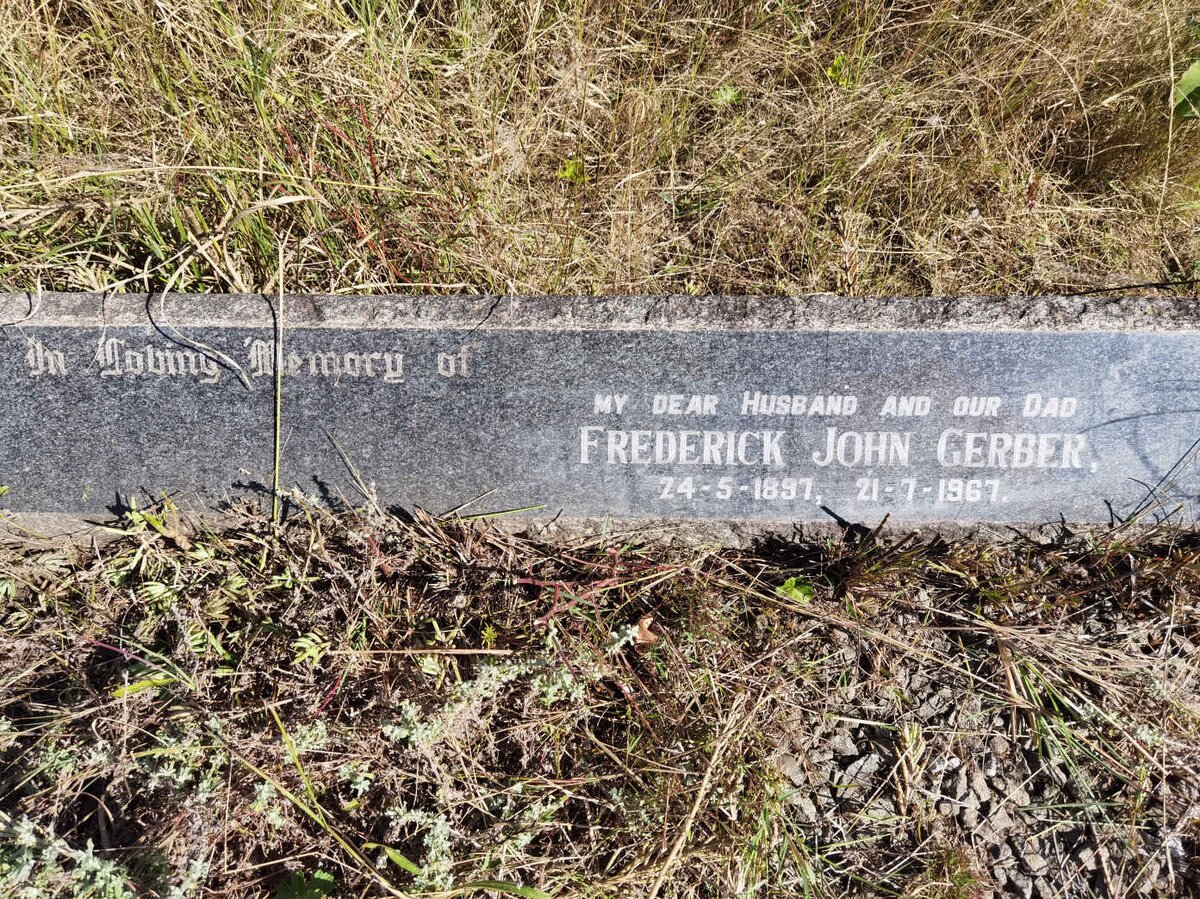 In Loving Memory of
MY DEAR HUSBAND AND OUR DAD
FREDERICK JOHN GERBER,
24-5-1897, 21-7-1967.